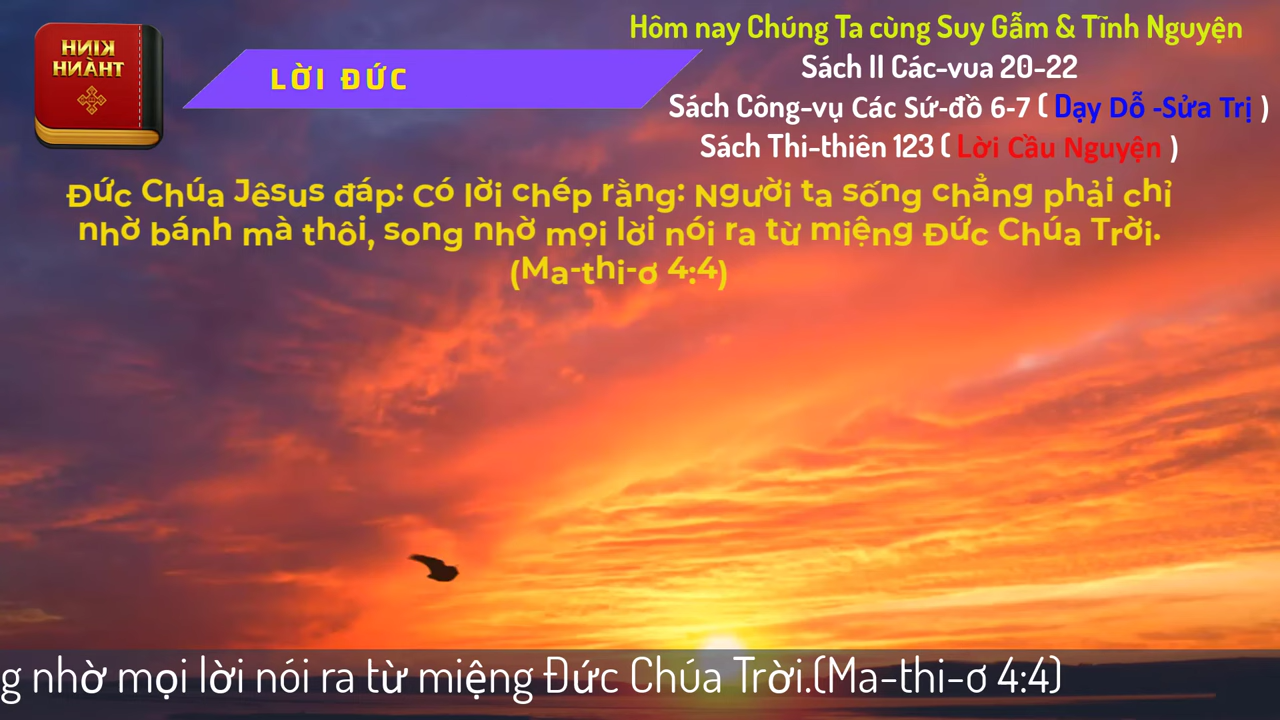 KINH
THÁNH
LỜI ĐỨC
Hôm nay Chúng Ta cùng Suy Gẫm & Tĩnh Nguyện
Sách II Các-vua 20-22
Sách Công-vụ Các Sứ-đồ 6-7 ( Dạy Dỗ -Sửa Trị )
Sách Thi-thiên 123 ( Lời Cầu Nguyện )
Đức Chúa Jêsus đáp: Có lời chép rằng: Người ta sống chẳng phải chỉ
nhờ bánh mà thôi, song nhờ mọi lời nói ra từ miệng Đức Chúa Trời.
(Ma-thi-ơ 4:4)
g nhờ mọi lời nói ra từ miệng Đức Chúa Trời.(Ma-thi-ơ 4:4)